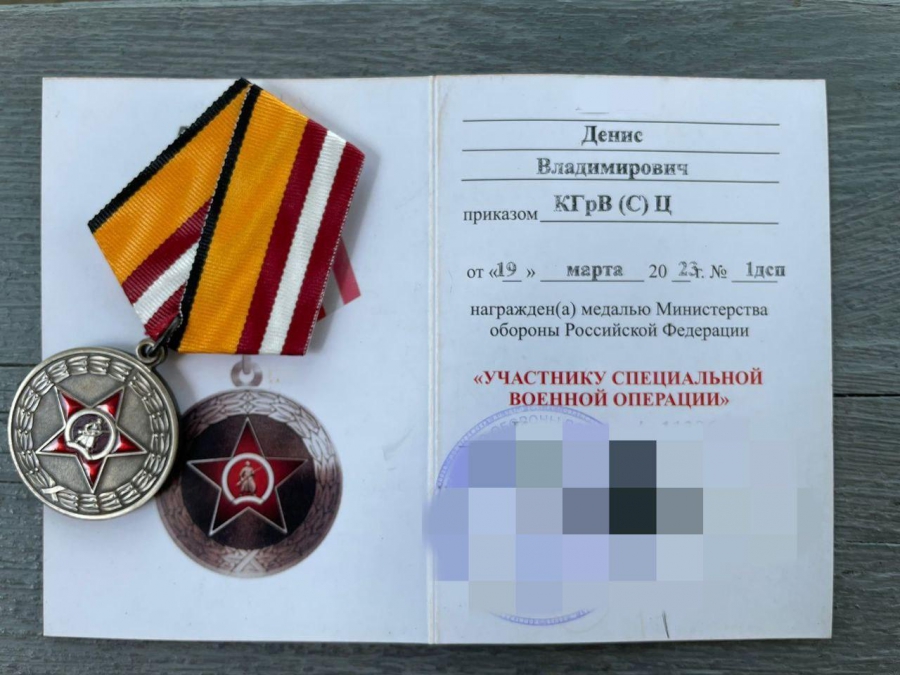 Денис
Владимирович
приказом КГрВ (С) Ц
от «19» марта 20 23г. № 1дсп
награжден(а) медалью Министерства
обороны Российской Федерации
«УЧАСТНИКУ СПЕЦИАЛЬНОЙ
ВОЕННОЙ ОПЕРАЦИИ»